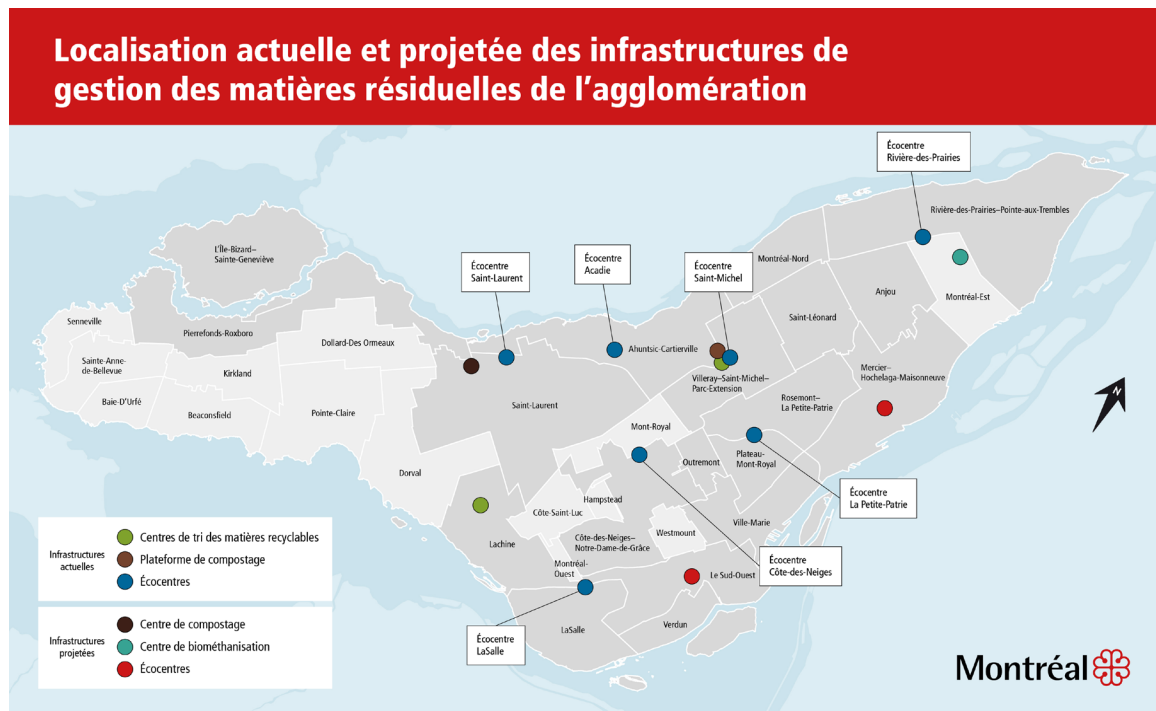 Localisation actuelle et projetée des infrastructures de
gestion des matières résiduelles de l’agglomération
Écocentre
Rivière-des-Prairies
Rivière-des-Prairies–Pointe-aux-Trembles
L’Île-Bizard–
Sainte-Geneviève
Écocentre
Saint-Laurent
Écocentre
Acadie
Écocentre
Saint-Michel
Montréal-Nord
Anjou
Montréal-Est
Senneville
Pierrefonds-Roxboro
Dollard-Des Ormeaux
Saint-Léonard
Ahuntsic-Cartierville
Sainte-Anne-
de-Bellevue
Kirkland
Villeray–Saint-Michel–
Parc-Extension
Mercier–
Hochelaga-Maisonneuve
Baie-D’Urfé
Beaconsfield
Pointe-Claire
Saint-Laurent
Rosemont–
La Petite-Patrie
N
Mont-Royal
Dorval
Outremont
Plateau-
Mont-Royal
Écocentre
La Petite-Patrie
Hampstead
Côte-Saint-Luc
Ville-Marie
Lachine
Côte-des-Neiges–
Notre-Dame-de-Grâce
Westmount
Montréal-
Ouest
Le Sud-Ouest
Écocentre
Côte-des-Neiges
LaSalle
Verdun
Écocentre
LaSalle
Infrastructures
actuelles
Centres de tri des matières recyclables
Plateforme de compostage
Écocentres
Infrastructures
projetées
Centre de compostage
Centre de biométhanisation
Écocentres
Montréal